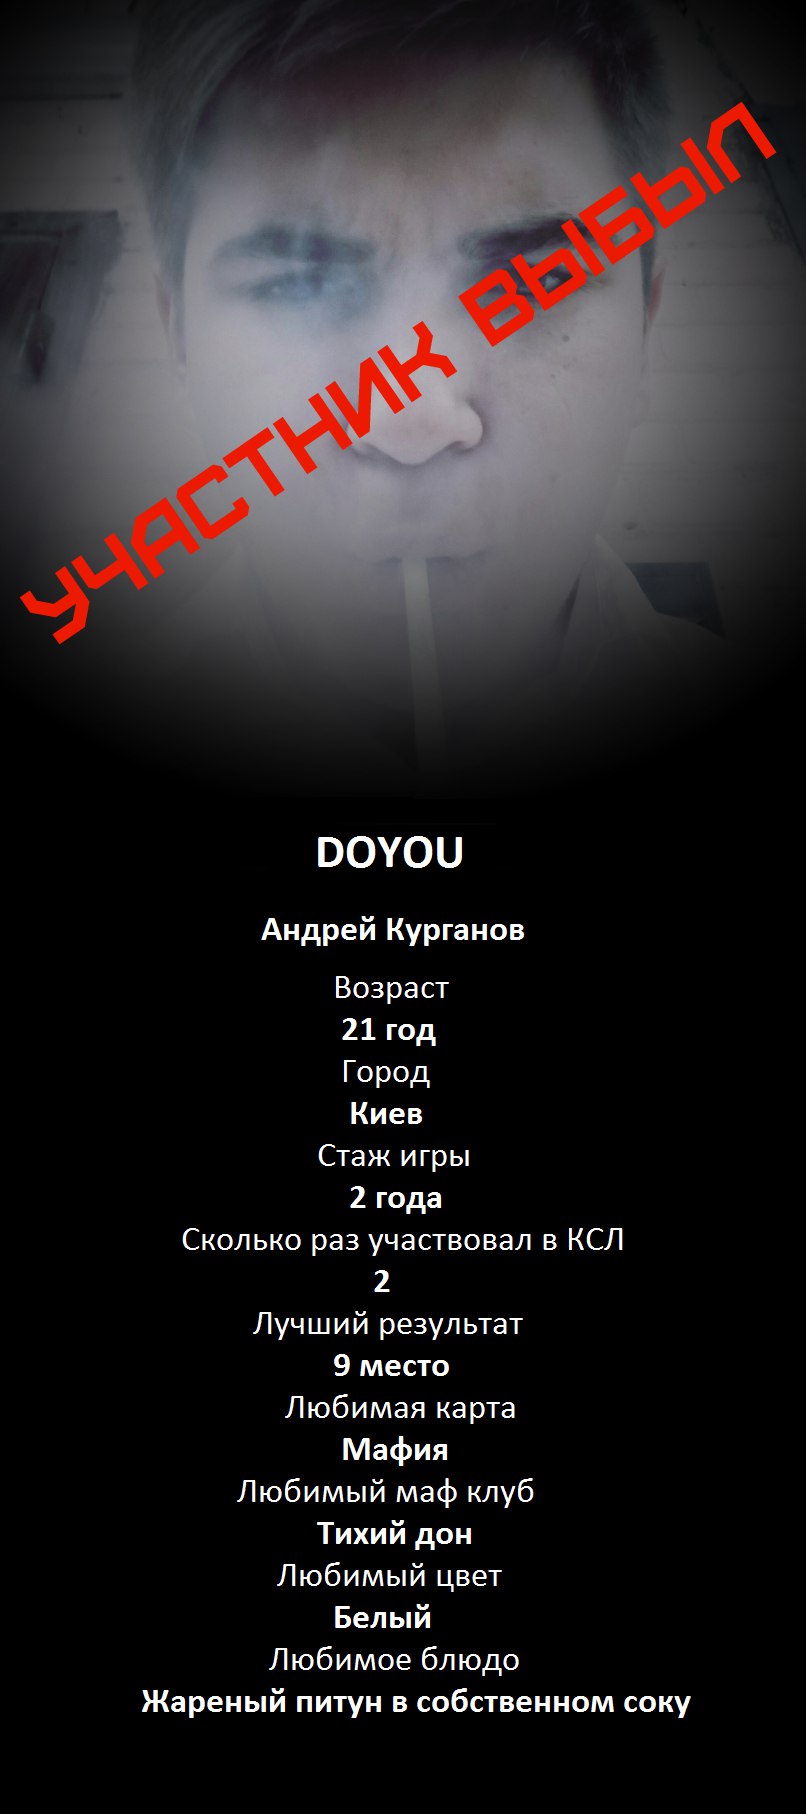 УЧАСТНИК ВЫБЫЛ
DOYOU
Андрей Курганов
Возраст
21 год
Город
Киев
Стаж игры
2 года
Сколько раз участвовал в КСЛ
2
Лучший результат
9 место
Любимая карта
Мафия
Любимый маф клуб
Тихий дон
Любимый цвет
Белый
Любимое блюдо
Жареный питун в собственном соку